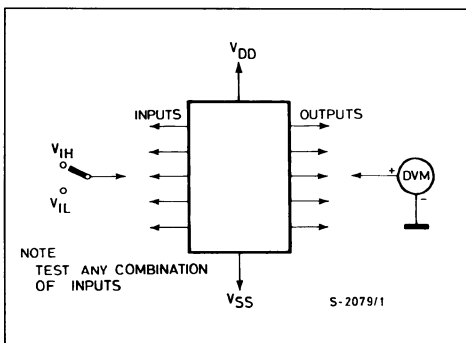 VDD
INPUTS
OUTPUTS
VIH
VIL
+
DVM
-
NOTE
TEST ANY COMBINATION
OF INPUTS
VSS
S-2079/1